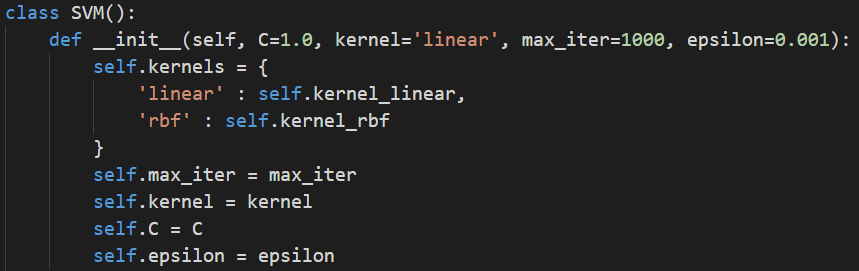 class SVM():
    def __init__(self, C=1.0, kernel='linear', max_iter=1000, epsilon=0.001):
        self.kernels = {
            'linear' : self.kernel_linear,
            'rbf' : self.kernel_rbf
        }
        self.max_iter = max_iter
        self.kernel = kernel
        self.C = C
        self.epsilon = epsilon